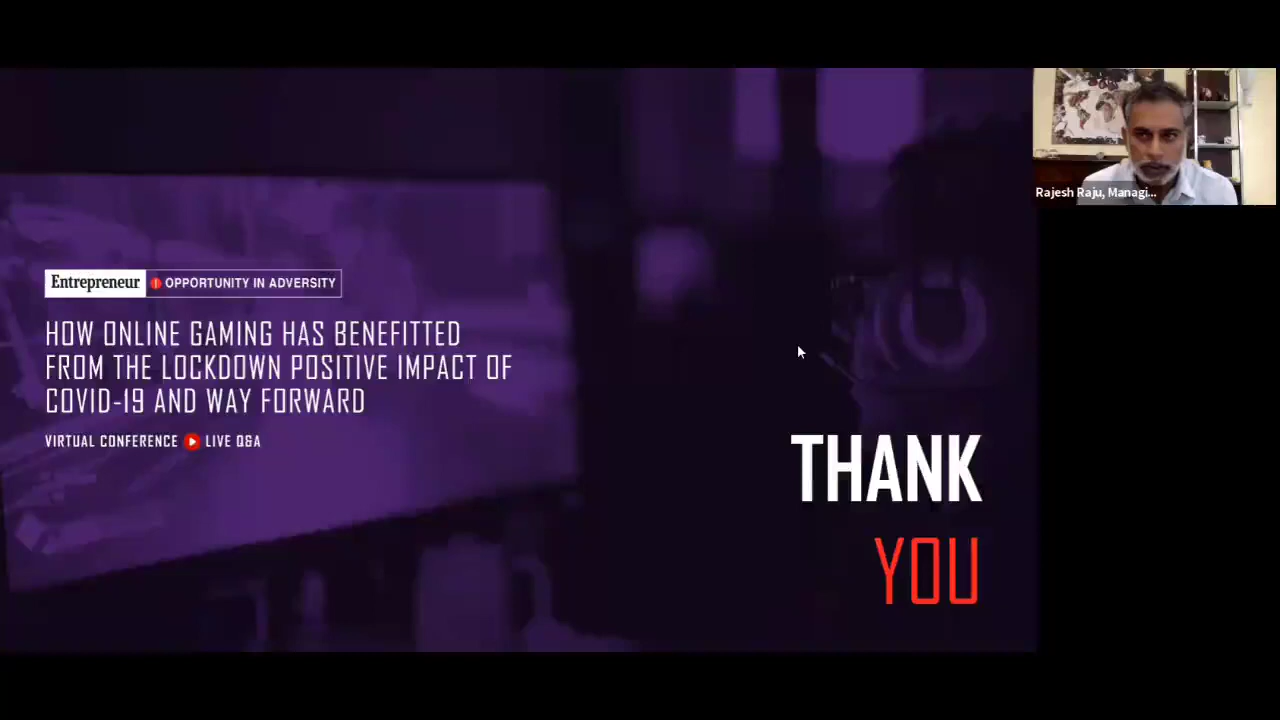 Rajesh Raju, Managi...
Entrepreneur OPPORTUNITY IN ADVERSITY
HOW ONLINE GAMING HAS BENEFITTED
FROM THE LOCKDOWN POSITIVE IMPACT OF
COVID-19 AND WAY FORWARD
VIRTUAL CONFERENCE LIVE Q&A
THANK
YOU